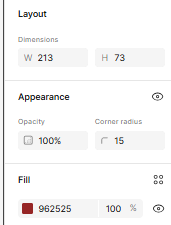 Layout
Dimensions
W 213 H 73
Appearance
Opacity Corner radius
100% 15
Fill
962525 100 %